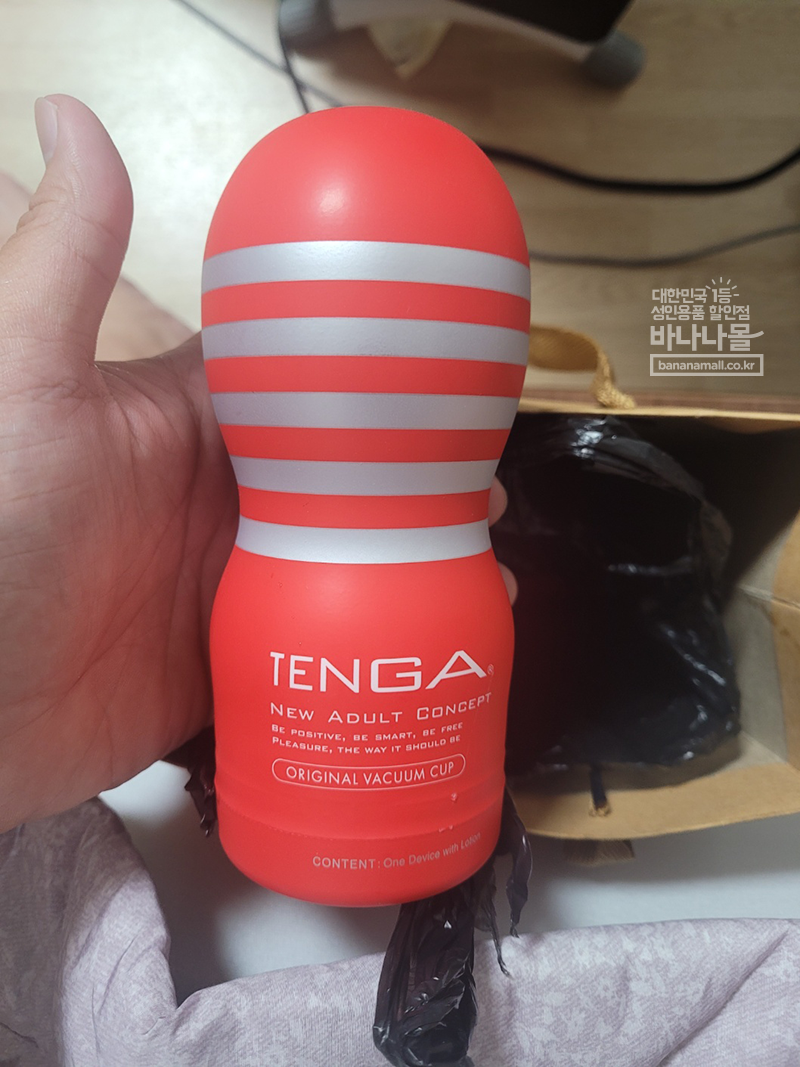 대한민국 1등
성인용품 할인점
바나나몰
bananamall.co.kr
TENGA®
NEW ADULT CONCEPT
BE POSITIVE, BE SMART, BE FREE
PLEASURE, THE WAY IT SHOULD BE
ORIGINAL VACUUM CUP
CONTENT: One Device with Lotion